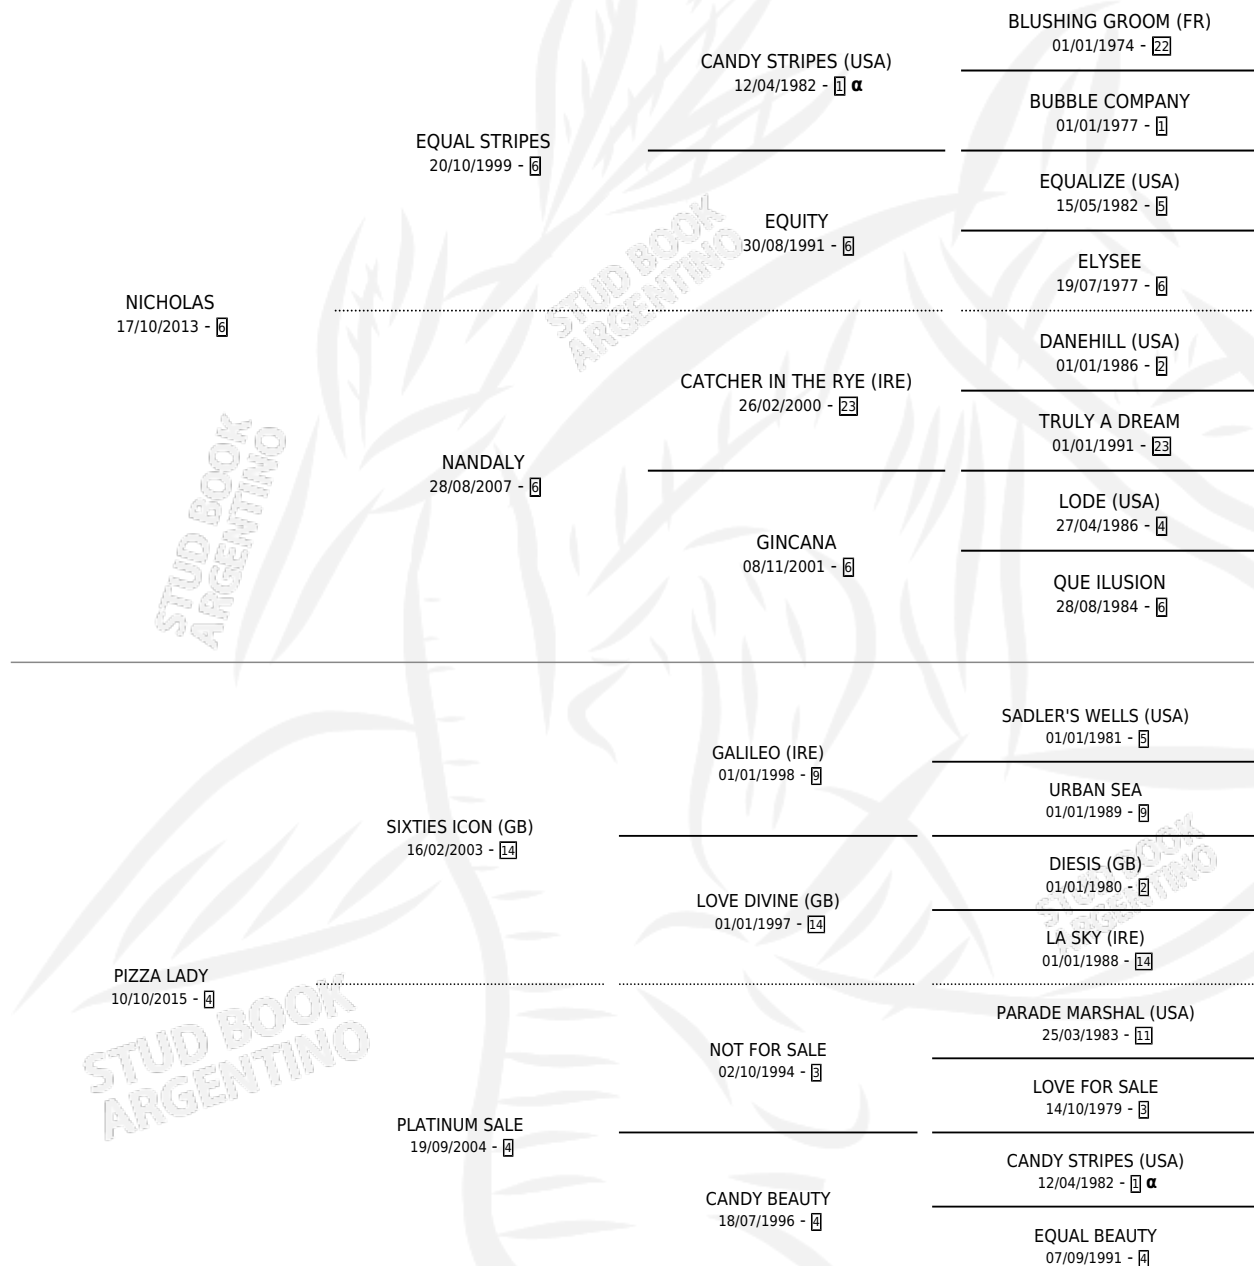 BLUSHING GROOM (FR)
01/01/1974 - 22
CANDY STRIPES (USA)
12/04/1982 - 1 α
BUBBLE COMPANY
01/01/1977 - 1
EQUAL STRIPES
20/10/1999 - 6
EQUALIZE (USA)
15/05/1982 - 5
EQUITY
30/08/1991 - 6
ELYSEE
19/07/1977 - 6
NICHOLAS
17/10/2013 - 6
DANEHILL (USA)
01/01/1986 - 2
CATCHER IN THE RYE (IRE)
26/02/2000 - 23
TRULY A DREAM
01/01/1991 - 23
NANDALY
28/08/2007 - 6
LODE (USA)
27/04/1986 - 4
GINCANA
08/11/2001 - 6
QUE ILUSION
28/08/1984 - 6
STUD BOOK
ARGENTINO
STUD BOOK
ARGENTINO
SADLER'S WELLS (USA)
01/01/1981 - 5
GALILEO (IRE)
01/01/1998 - 9
URBAN SEA
01/01/1989 - 9
SIXTIES ICON (GB)
16/02/2003 - 14
DIESIS (GB)
01/01/1980 - 2
LOVE DIVINE (GB)
01/01/1997 - 14
LA SKY (IRE)
01/01/1988 - 14
PIZZA LADY
10/10/2015 - 4
PARADE MARSHAL (USA)
25/03/1983 - 11
NOT FOR SALE
02/10/1994 - 3
LOVE FOR SALE
14/10/1979 - 3
PLATINUM SALE
19/09/2004 - 4
CANDY STRIPES (USA)
12/04/1982 - 1 α
CANDY BEAUTY
18/07/1996 - 4
EQUAL BEAUTY
07/09/1991 - 4
STUD BOOK
ARGENTINO
STUD BOOK
ARGENTINO